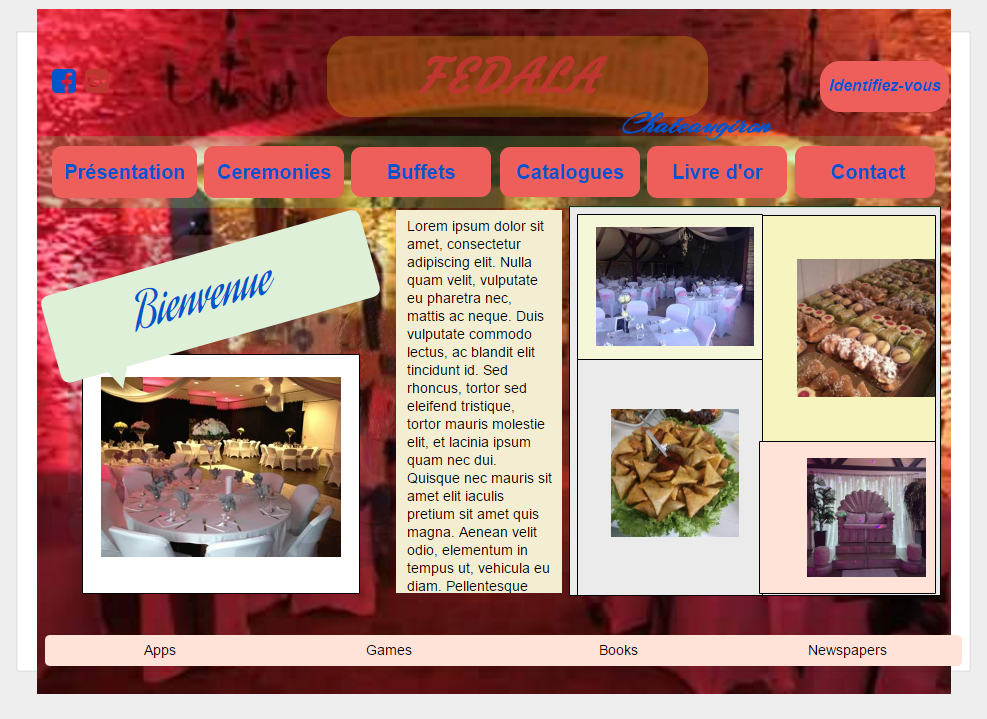 FEDALA
Identifiez-vous
Chateaugiron
Présentation
Ceremonies
Buffets
Catalogues
Livre d'or
Contact
Bienvenue
Lorem ipsum dolor sit
amet, consectetur
adipiscing elit. Nulla
quam velit, vulputate
eu pharetra nec,
mattis ac neque. Duis
vulputate commodo
lectus, ac blandit elit
tincidunt id. Sed
rhoncus, tortor sed
eleifend tristique,
tortor mauris molestie
elit, et lacinia ipsum
quam nec dui.
Quisque nec mauris sit
amet elit iaculis
pretium sit amet quis
magna. Aenean velit
odio, elementum in
tempus ut, vehicula eu
diam. Pellentesque
Apps
Games
Books
Newspapers